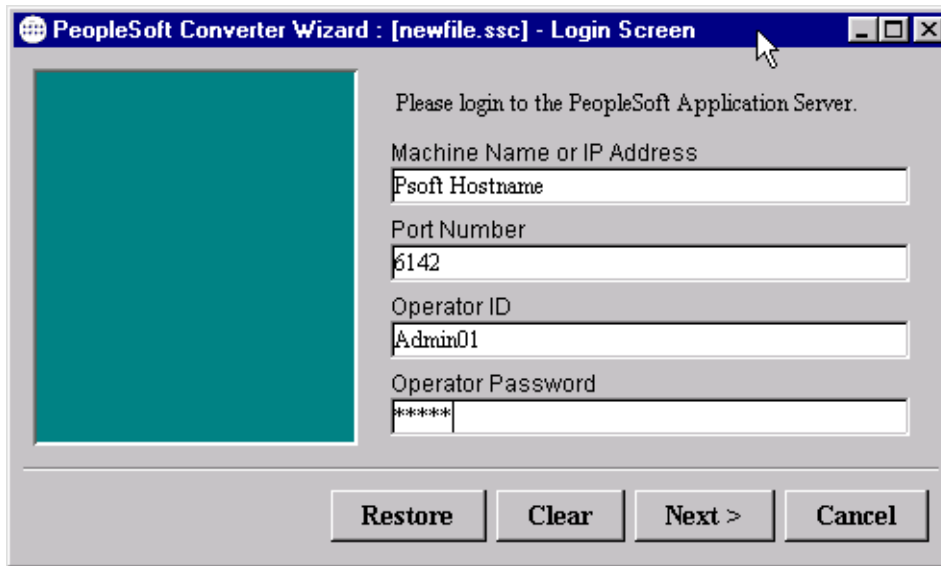 PeopleSoft Converter Wizard : [newfile.ssc] - Login Screen
Please login to the PeopleSoft Application Server.
Machine Name or IP Address
Psoft Hostname
Port Number
6142
Operator ID
Admin01
Operator Password
*****
Restore Clear Next > Cancel